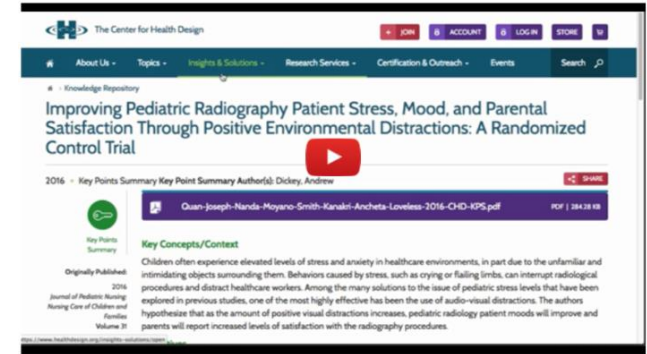 The Center for Health Design
+ JOIN
ACCOUNT
LOG IN
STORE
About Us
Topics
Insights & Solutions
Research Services
Certification & Outreach
Events
Search
Knowledge Repository
Improving Pediatric Radiography Patient Stress, Mood, and Parental
Satisfaction Through Positive Environmental Distractions: A Randomized
Control Trial
2016 • Key Points Summary Key Point Summary Author(s): Dickey, Andrew
SHARE
Quan-Joseph-Nanda-Moyano-Smith-Kanakri-Ancheta-Loveless-2016-CHD-KPS.pdf
PDF | 284.28 KB
Key Points
Summary
Originally Published:
2016
Journal of Pediatric Nursing:
Nursing Care of Children and
Families
Volume 31
Key Concepts/Context
Children often experience elevated levels of stress and anxiety in healthcare environments, in part due to the unfamiliar and
intimidating objects surrounding them. Behaviors caused by stress, such as crying or flailing limbs, can interrupt radiological
procedures and distract healthcare workers. Among the many solutions to the issue of pediatric stress levels that have been
explored in previous studies, one of the most highly effective has been the use of audio-visual distractions. The authors
hypothesize that as the amount of positive visual distractions increases, pediatric radiology patient moods will improve and
parents will report increased levels of satisfaction with the radiography procedures.
https://www.healthdesign.org/insights-solutions/open